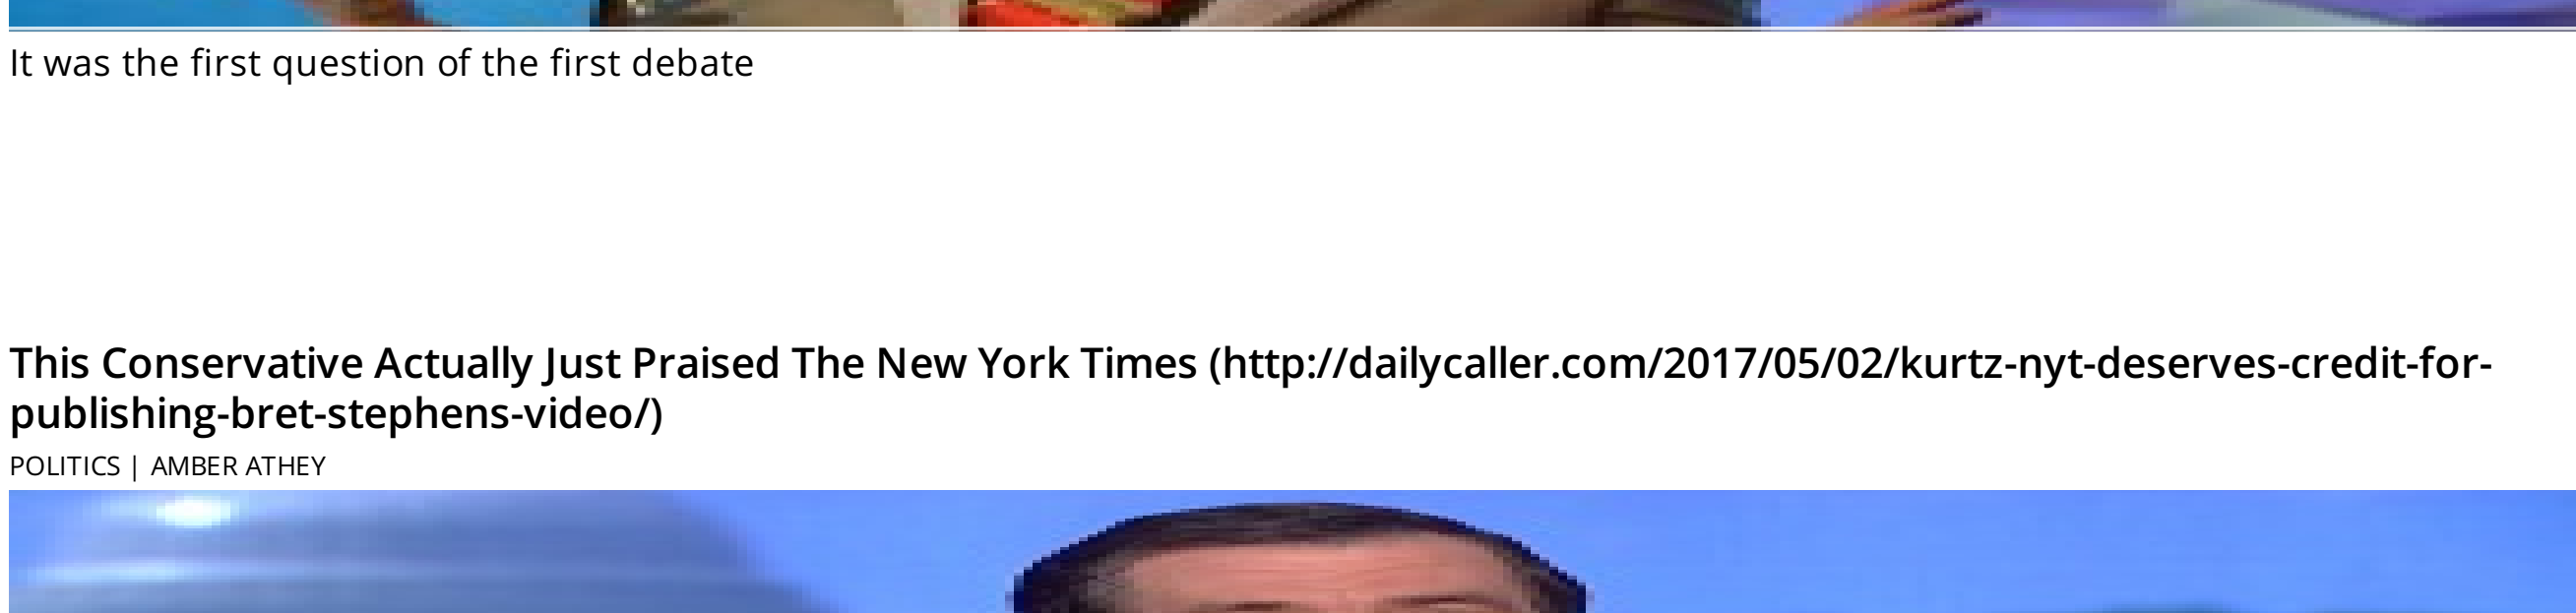 It was the first question of the first debate
This Conservative Actually Just Praised The New York Times (http://dailycaller.com/2017/05/02/kurtz-nyt-deserves-credit-for-
publishing-bret-stephens-video/)
POLITICS | AMBER ATHEY